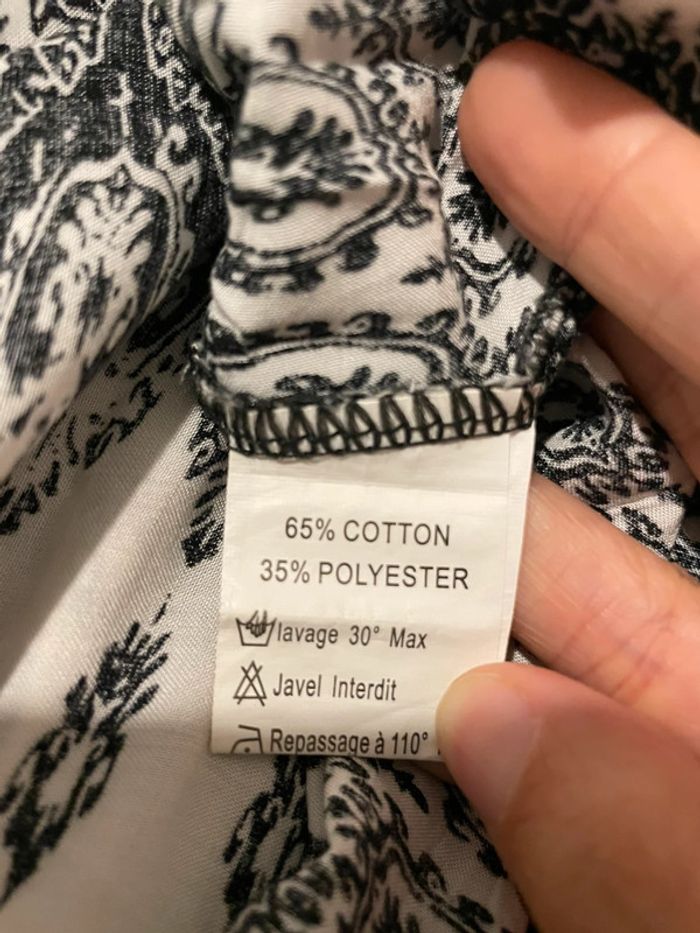 65% COTTON
35% POLYESTER
lavage 30° Max
Javel Interdit
Repassage à 110°